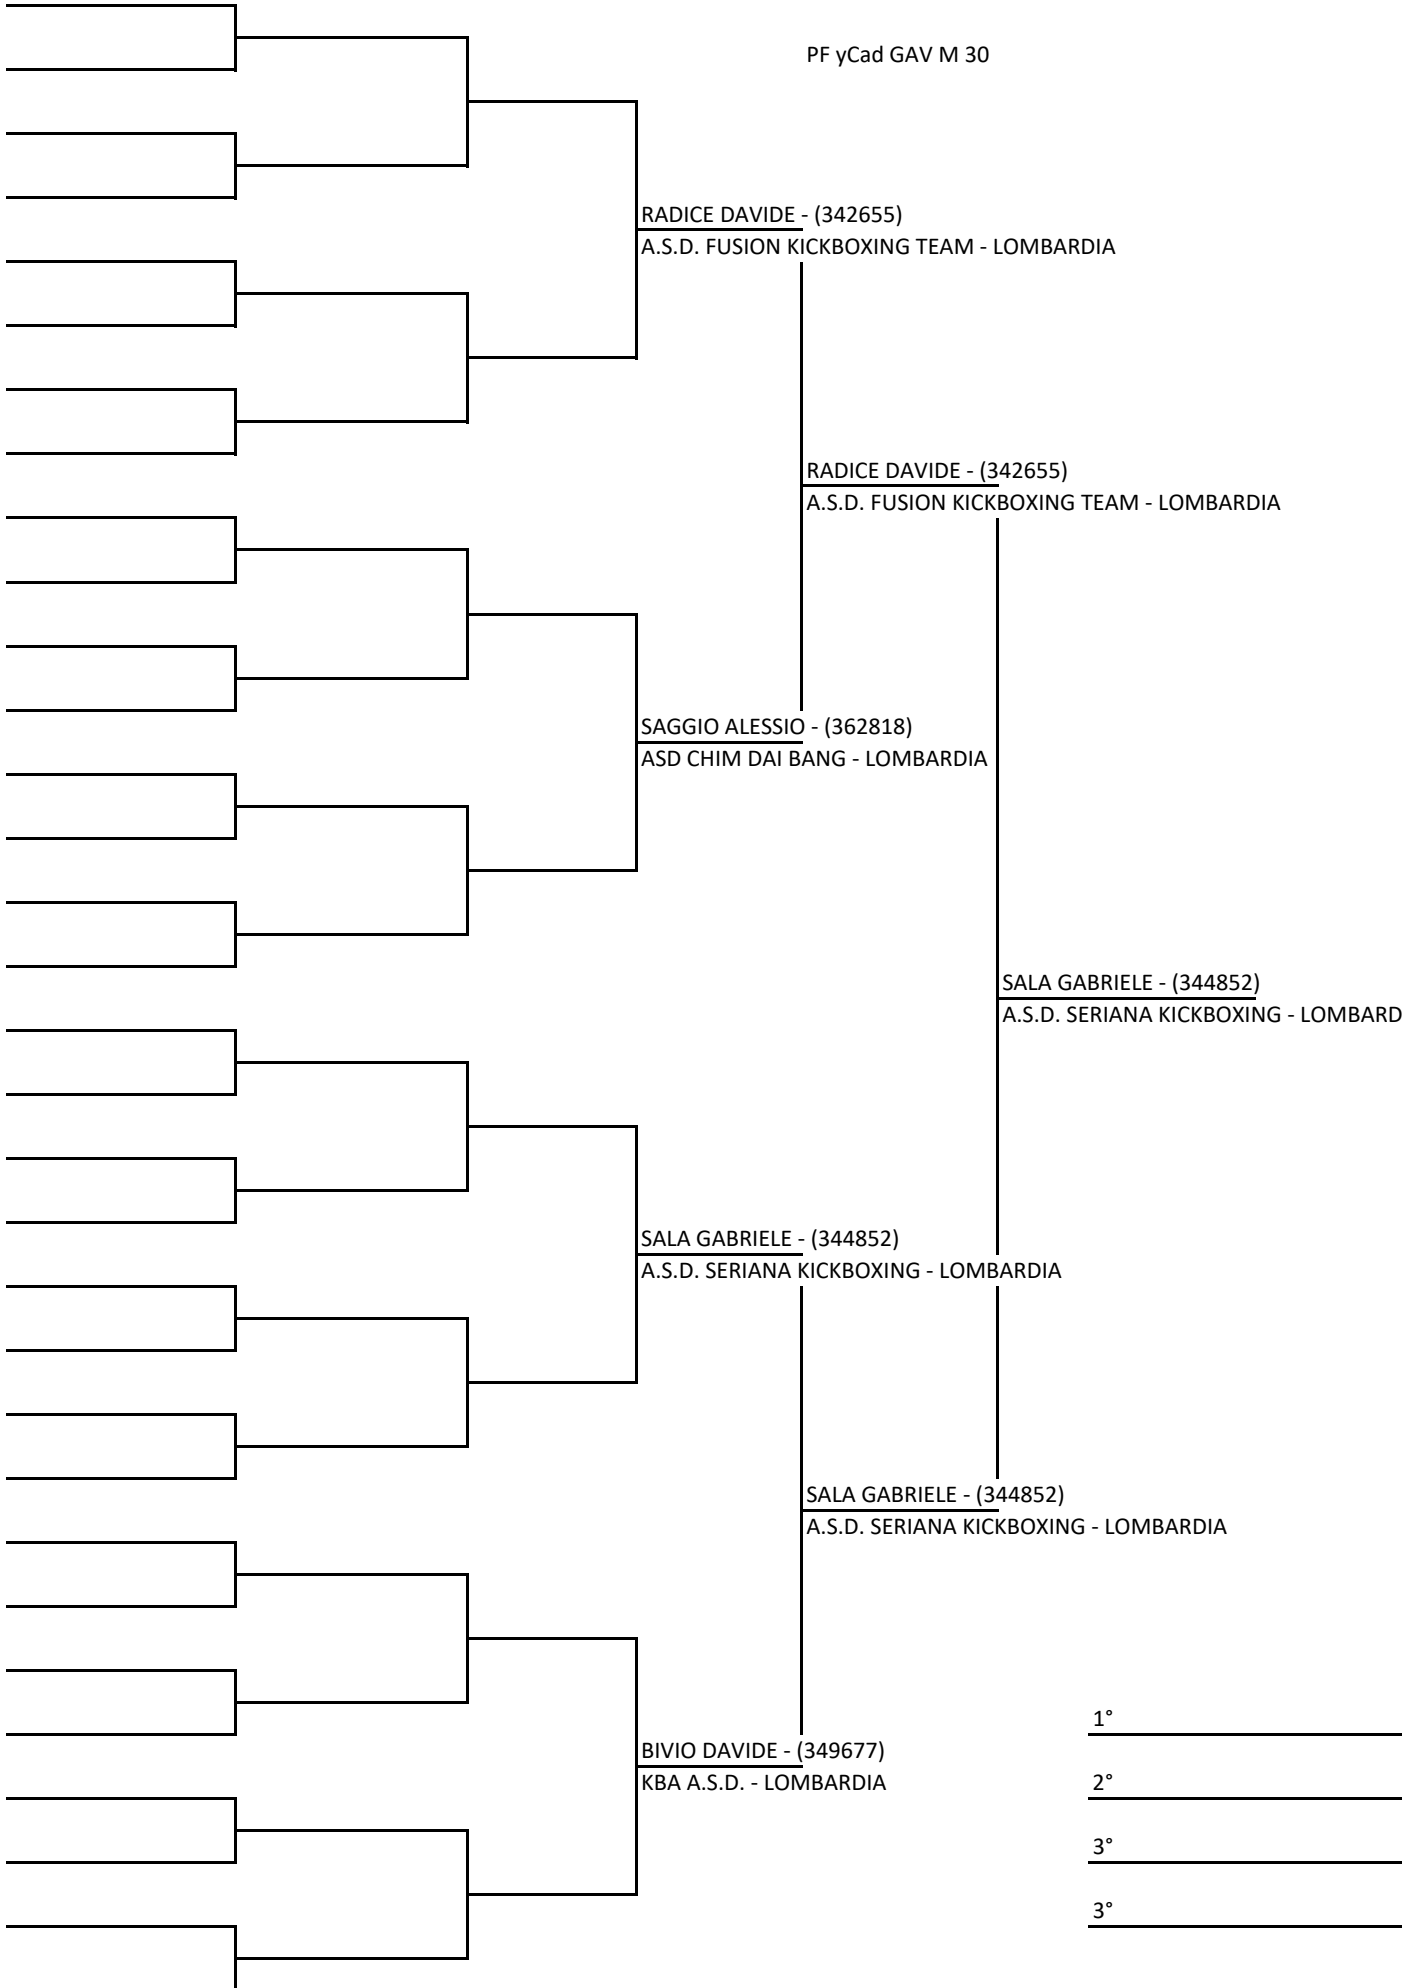 PF yCad GAV M 30
RADICE DAVIDE - (342655)
A.S.D. FUSION KICKBOXING TEAM - LOMBARDIA
RADICE DAVIDE - (342655)
A.S.D. FUSION KICKBOXING TEAM - LOMBARDIA
SAGGIO ALESSIO - (362818)
ASD CHIM DAI BANG - LOMBARDIA
SALA GABRIELE - (344852)
A.S.D. SERIANA KICKBOXING - LOMBARD
SALA GABRIELE - (344852)
A.S.D. SERIANA KICKBOXING - LOMBARDIA
SALA GABRIELE - (344852)
A.S.D. SERIANA KICKBOXING - LOMBARDIA
BIVIO DAVIDE - (349677)
KBA A.S.D. - LOMBARDIA
1°
2°
3°
3°